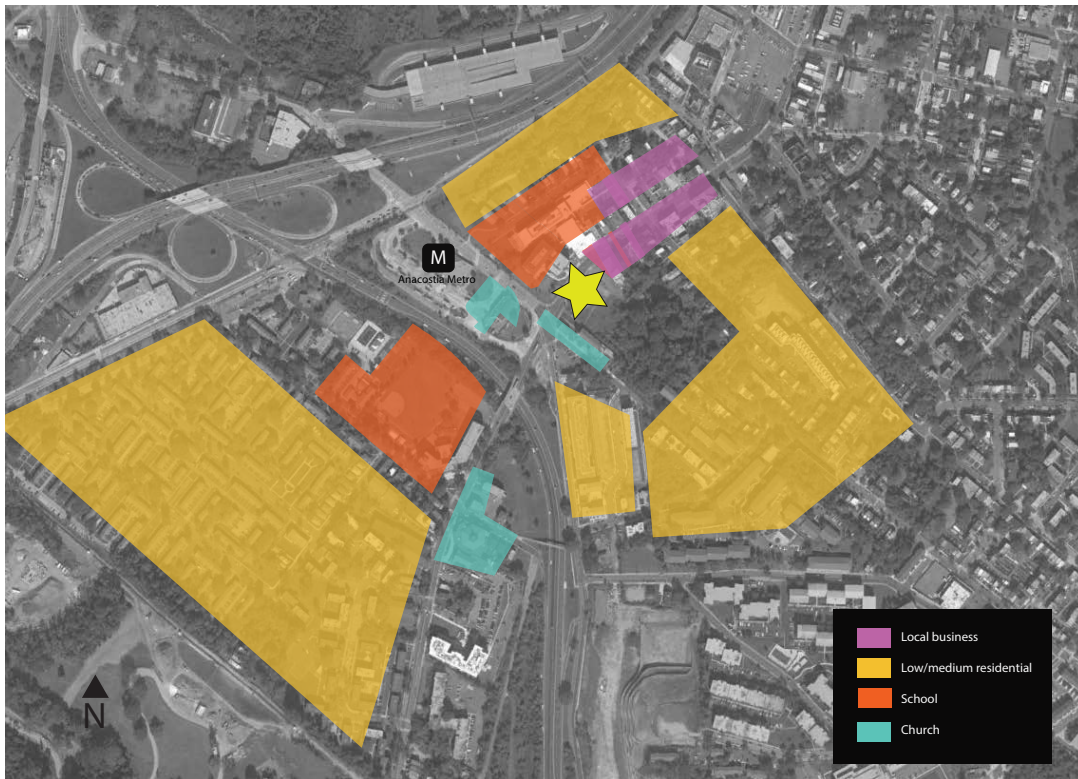 M
Anacostia Metro
N
Local business
Low/medium residential
School
Church